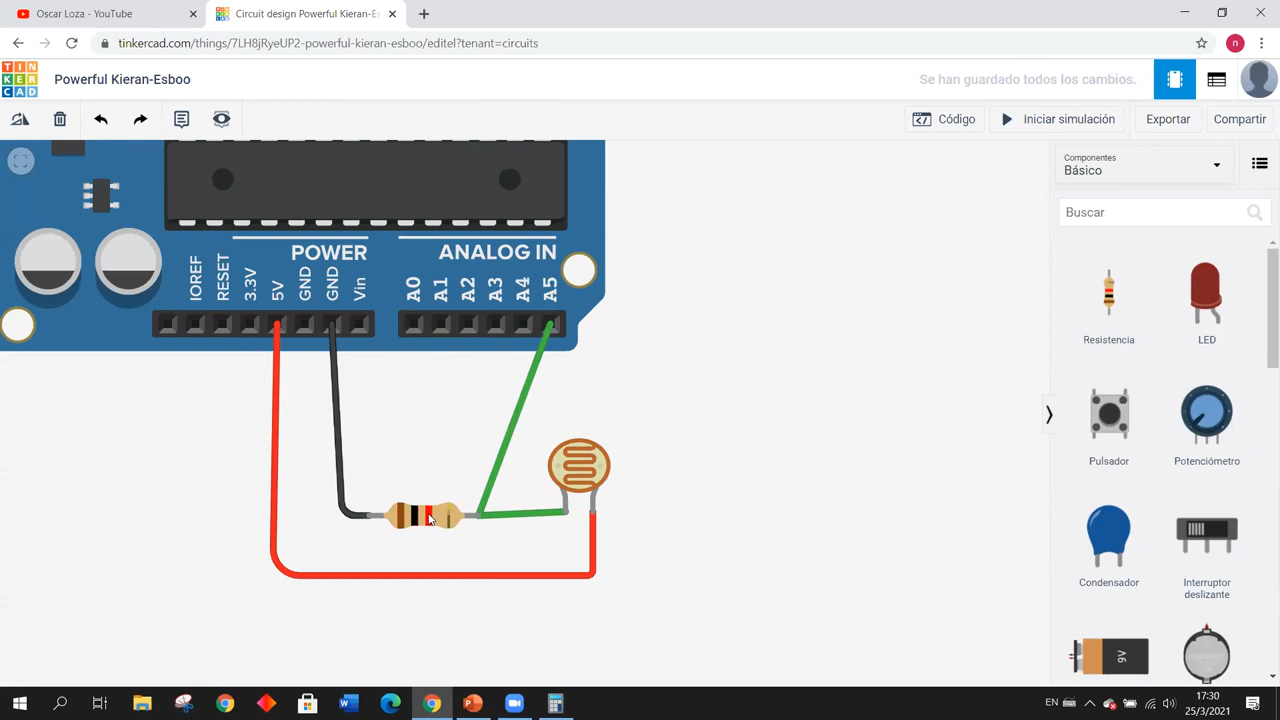 Oscar Loza - YouTube
Circuit design Powerful Kieran-Es
tinkercad.com/things/7LH8jRyeUP2-powerful-kieran-esboo/editel?tenant=circuits
n
TIN
KER
CAD
Powerful Kieran-Esboo
Se han guardado todos los cambios.
Código
Iniciar simulación
Exportar
Compartir
Componentes
Básico
Buscar
POWER
ANALOG IN
IOREF
RESET
3.3V
5V
GND
GND
Vin
A0
A1
A2
A3
A4
A5
Resistencia
LED
Pulsador
Potenciómetro
Condensador
Interruptor
deslizante
9V
EN
17:30
25/3/2021